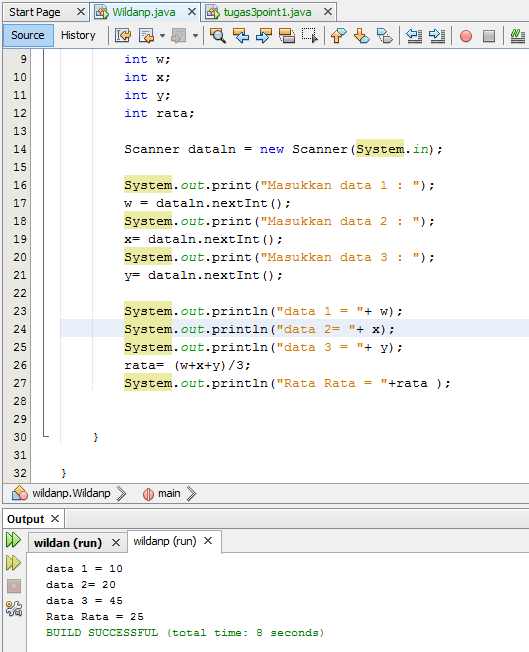 Start Page Wildanp.java tugas3point1.java
Source History
9 int w;
10 int x;
11 int y;
12 int rata;
13
14 Scanner dataln = new Scanner(System.in);
15
16 System.out.print("Masukkan data 1 : ");
17 w = dataln.nextInt();
18 System.out.print("Masukkan data 2 : ");
19 x= dataln.nextInt();
20 System.out.print("Masukkan data 3 : ");
21 y= dataln.nextInt();
22
23 System.out.println("data 1 = "+ w);
24 System.out.println("data 2= "+ x);
25 System.out.println("data 3 = "+ y);
26 rata= (w+x+y)/3;
27 System.out.println("Rata Rata = "+rata );
28
29
30 }
31
32 }
wildanp.Wildanp main
Output
wildan (run) wildanp (run)
data 1 = 10
data 2= 20
data 3 = 45
Rata Rata = 25
BUILD SUCCESSFUL (total time: 8 seconds)